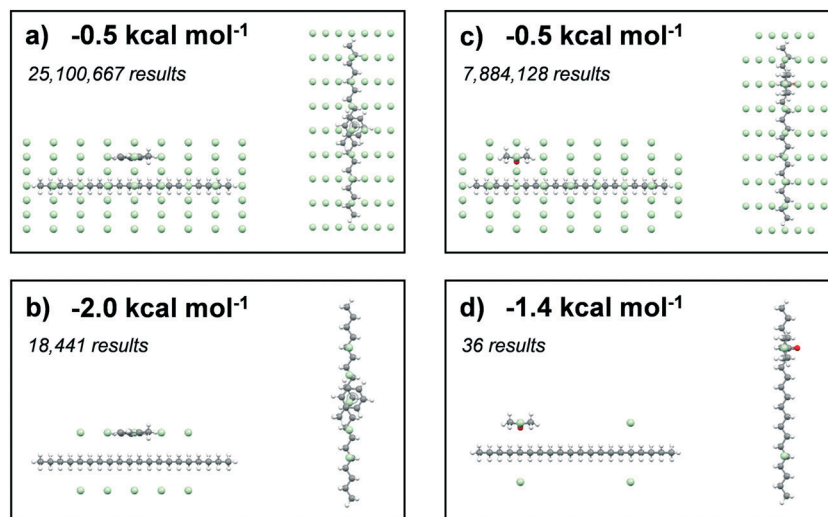 a) -0.5 kcal mol⁻¹
25,100,667 results
c) -0.5 kcal mol⁻¹
7,884,128 results
b) -2.0 kcal mol⁻¹
18,441 results
d) -1.4 kcal mol⁻¹
36 results